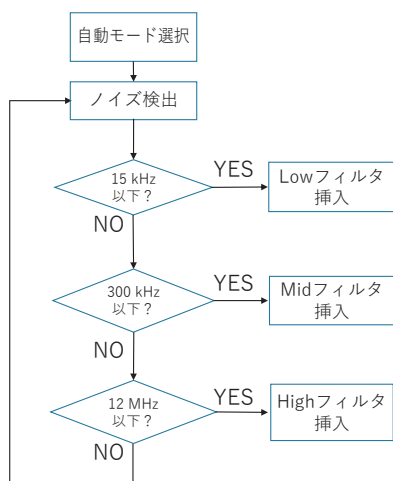 自動モード選択
ノイズ検出
15 kHz
以下？
YES
Lowフィルタ
挿入
NO
300 kHz
以下？
YES
Midフィルタ
挿入
NO
12 MHz
以下？
YES
Highフィルタ
挿入
NO